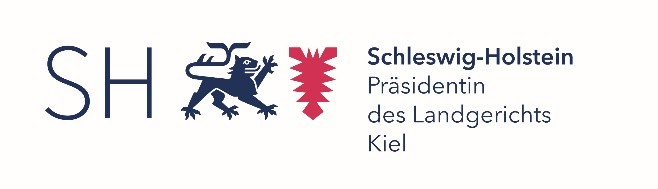 SH
Schleswig-Holstein
Präsidentin
des Landgerichts
Kiel